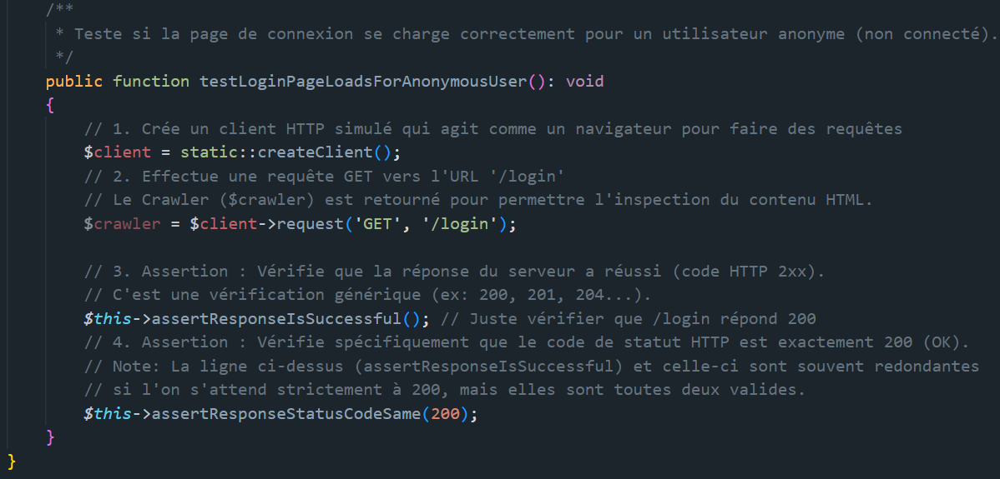 /**
 * Teste si la page de connexion se charge correctement pour un utilisateur anonyme (non connecté).
 */
public function testLoginPageLoadsForAnonymousUser(): void
{
    // 1. Crée un client HTTP simulé qui agit comme un navigateur pour faire des requêtes
    $client = static::createClient();
    // 2. Effectue une requête GET vers l'URL '/login'
    // Le Crawler ($crawler) est retourné pour permettre l'inspection du contenu HTML.
    $crawler = $client->request('GET', '/login');
    // 3. Assertion : Vérifie que la réponse du serveur a réussi (code HTTP 2xx).
    // C'est une vérification générique (ex: 200, 201, 204...).
    $this->assertResponseIsSuccessful(); // Juste vérifier que /login répond 200
    // 4. Assertion : Vérifie spécifiquement que le code de statut HTTP est exactement 200 (OK).
    // Note: La ligne ci-dessus (assertResponseIsSuccessful) et celle-ci sont souvent redondantes
    // si l'on s'attend strictement à 200, mais elles sont toutes deux valides.
    $this->assertResponseStatusCodeSame(200);
}
}